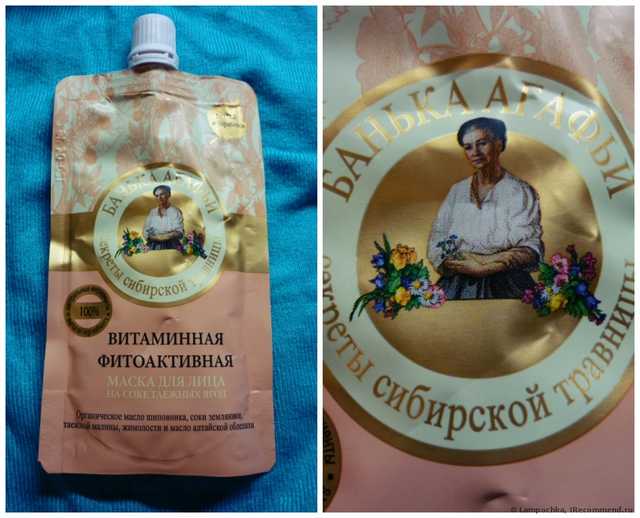 БАНЬКА АГАФЬИ
секреты сибирской травницы
100%
ВИТАМИННАЯ
ФИТОАКТИВНАЯ
МАСКА ДЛЯ ЛИЦА
НА СОКЕ ТАЕЖНЫХ ЯГОД
Органическое масло шиповника, соки земляники,
таежной малины, жимолости и масло алтайской облепихи
БАНЬКА АГАФЬИ
секреты сибирской травницы
© Lampochka, IRecommend.ru